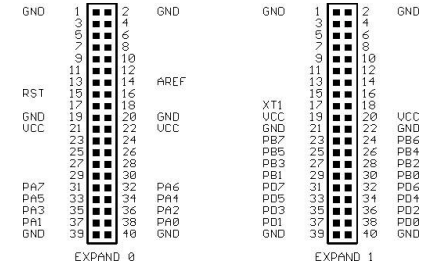 GND 1 2 GND GND 1 2 GND
3 4 3 4
5 6 5 6
7 8 7 8
9 10 9 10
11 12 11 12
13 14 AREF 13 14
RST 15 16 15 16
17 18 XT1 17 18
GND 19 20 GND VCC 19 20 VCC
VCC 21 22 VCC GND 21 22 GND
23 24 PB7 23 24 PB6
25 26 PB5 25 26 PB4
27 28 PB3 27 28 PB2
29 30 PB1 29 30 PB0
PA7 31 32 PA6 PD7 31 32 PD6
PA5 33 34 PA4 PD5 33 34 PD4
PA3 35 36 PA2 PD3 35 36 PD2
PA1 37 38 PA0 PD1 37 38 PD0
GND 39 40 GND GND 39 40 GND
EXPAND 0 EXPAND 1